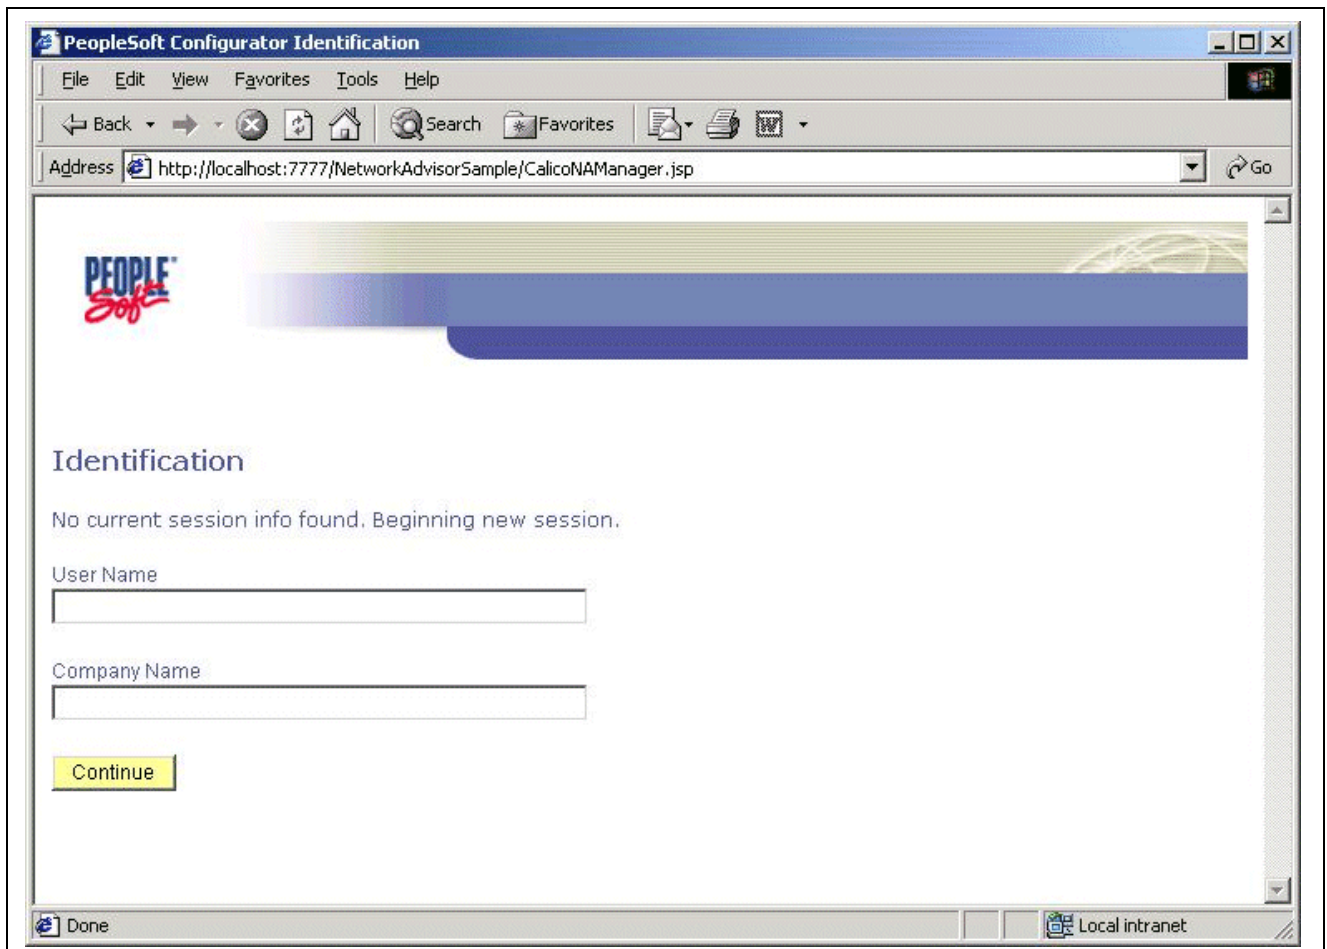 PeopleSoft Configurator Identification
File Edit View Favorites Tools Help
Back Search Favorites W
Address http://localhost:7777/NetworkAdvisorSample/CalicoNAManager.jsp Go
PEOPLE
Soft
Identification
No current session info found. Beginning new session.
User Name
Company Name
Continue
Done Local intranet